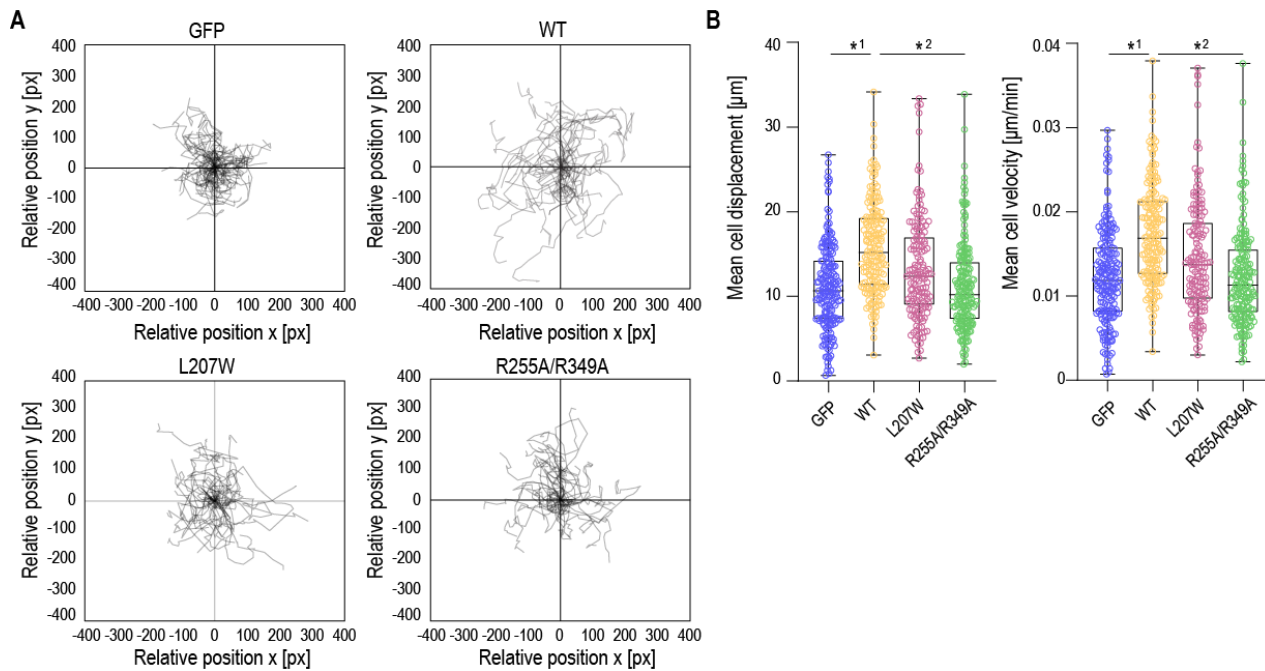 A
GFP
400
300
200
100
0
-100
-200
-300
-400
Relative position y [px]
400
400
300
200
100
0
100
200
300
400
Relative position x [px]
WT
400
300
200
100
0
-100
-200
-300
-400
Relative position y [px]
400
300
200
100
0
100
200
300
400
Relative position x [px]
L207W
400
300
200
100
0
-100
-200
-300
-400
Relative position y [px]
-400 -300 -200 -100 0 100 200 300 400
Relative position x [px]
R255A/R349A
400
300
200
100
0
-100
-200
-300
-400
Relative position y [px]
-400 -300 -200 -100 0 100 200 300 400
Relative position x [px]
B
*1
*2
40
30
20
10
0
Mean cell displacement [µm]
GFP
WT
L207W
R255A/R349A
*1
*2
0.04
0.03
0.02
0.01
0
Mean cell velocity [µm/min]
GFP
WT
L207W
R255A/R349A